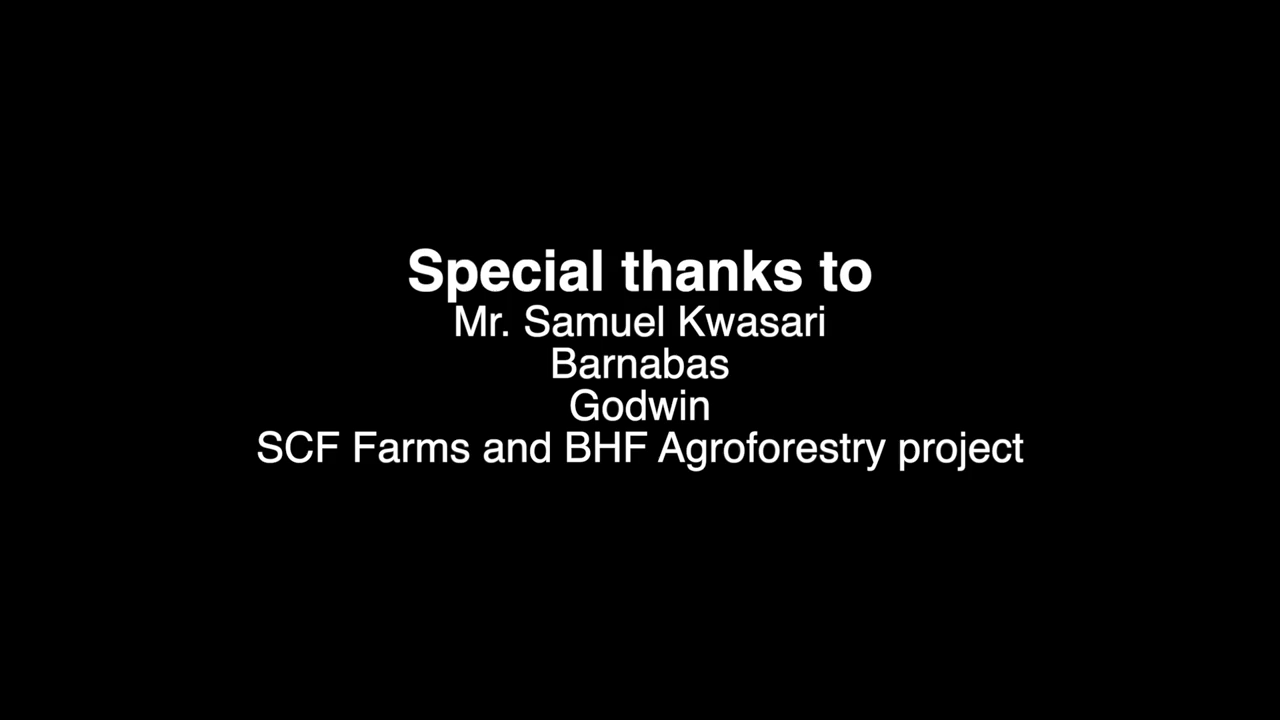 Special thanks to
Mr. Samuel Kwasari
Barnabas
Godwin
SCF Farms and BHF Agroforestry project